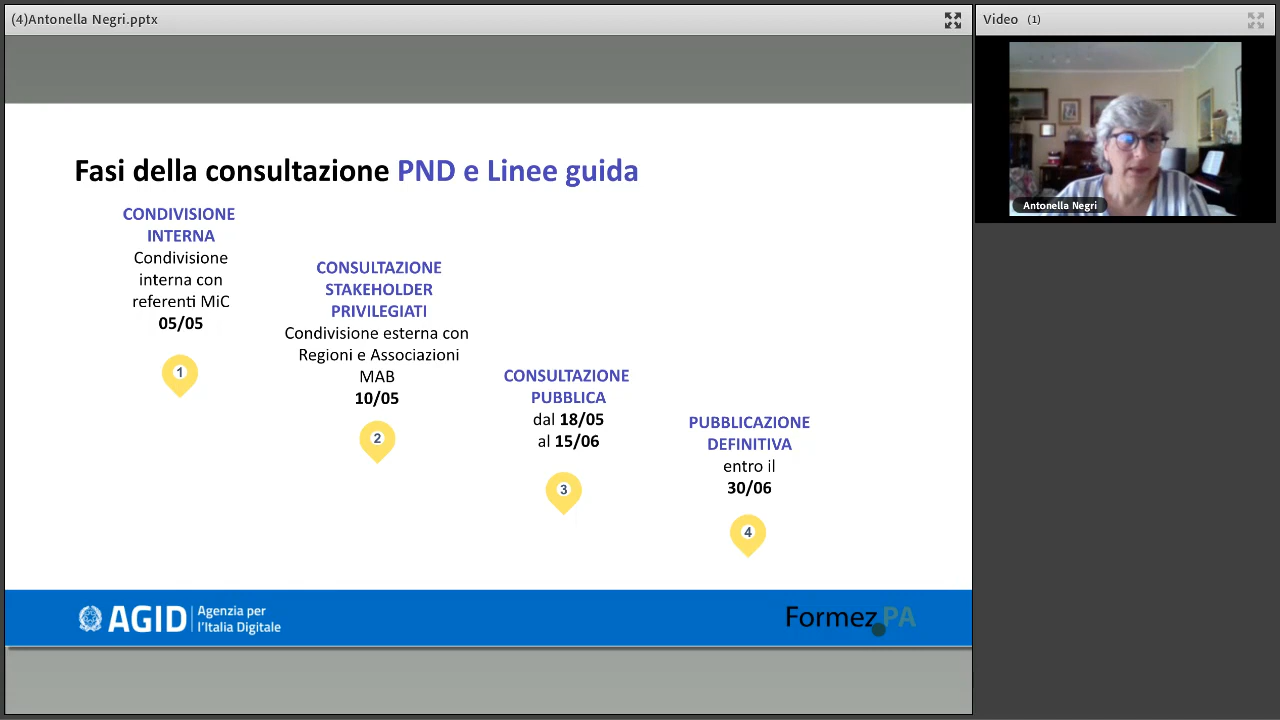 (4)Antonella Negri.pptx
Video (1)
Antonella Negri
Fasi della consultazione PND e Linee guida
CONDIVISIONE
INTERNA
Condivisione
interna con
referenti MiC
05/05
1
CONSULTAZIONE
STAKEHOLDER
PRIVILEGIATI
Condivisione esterna con
Regioni e Associazioni
MAB
10/05
2
CONSULTAZIONE
PUBBLICA
dal 18/05
al 15/06
3
PUBBLICAZIONE
DEFINITIVA
entro il
30/06
4
AGID
Agenzia per
l'Italia Digitale
Formez PA